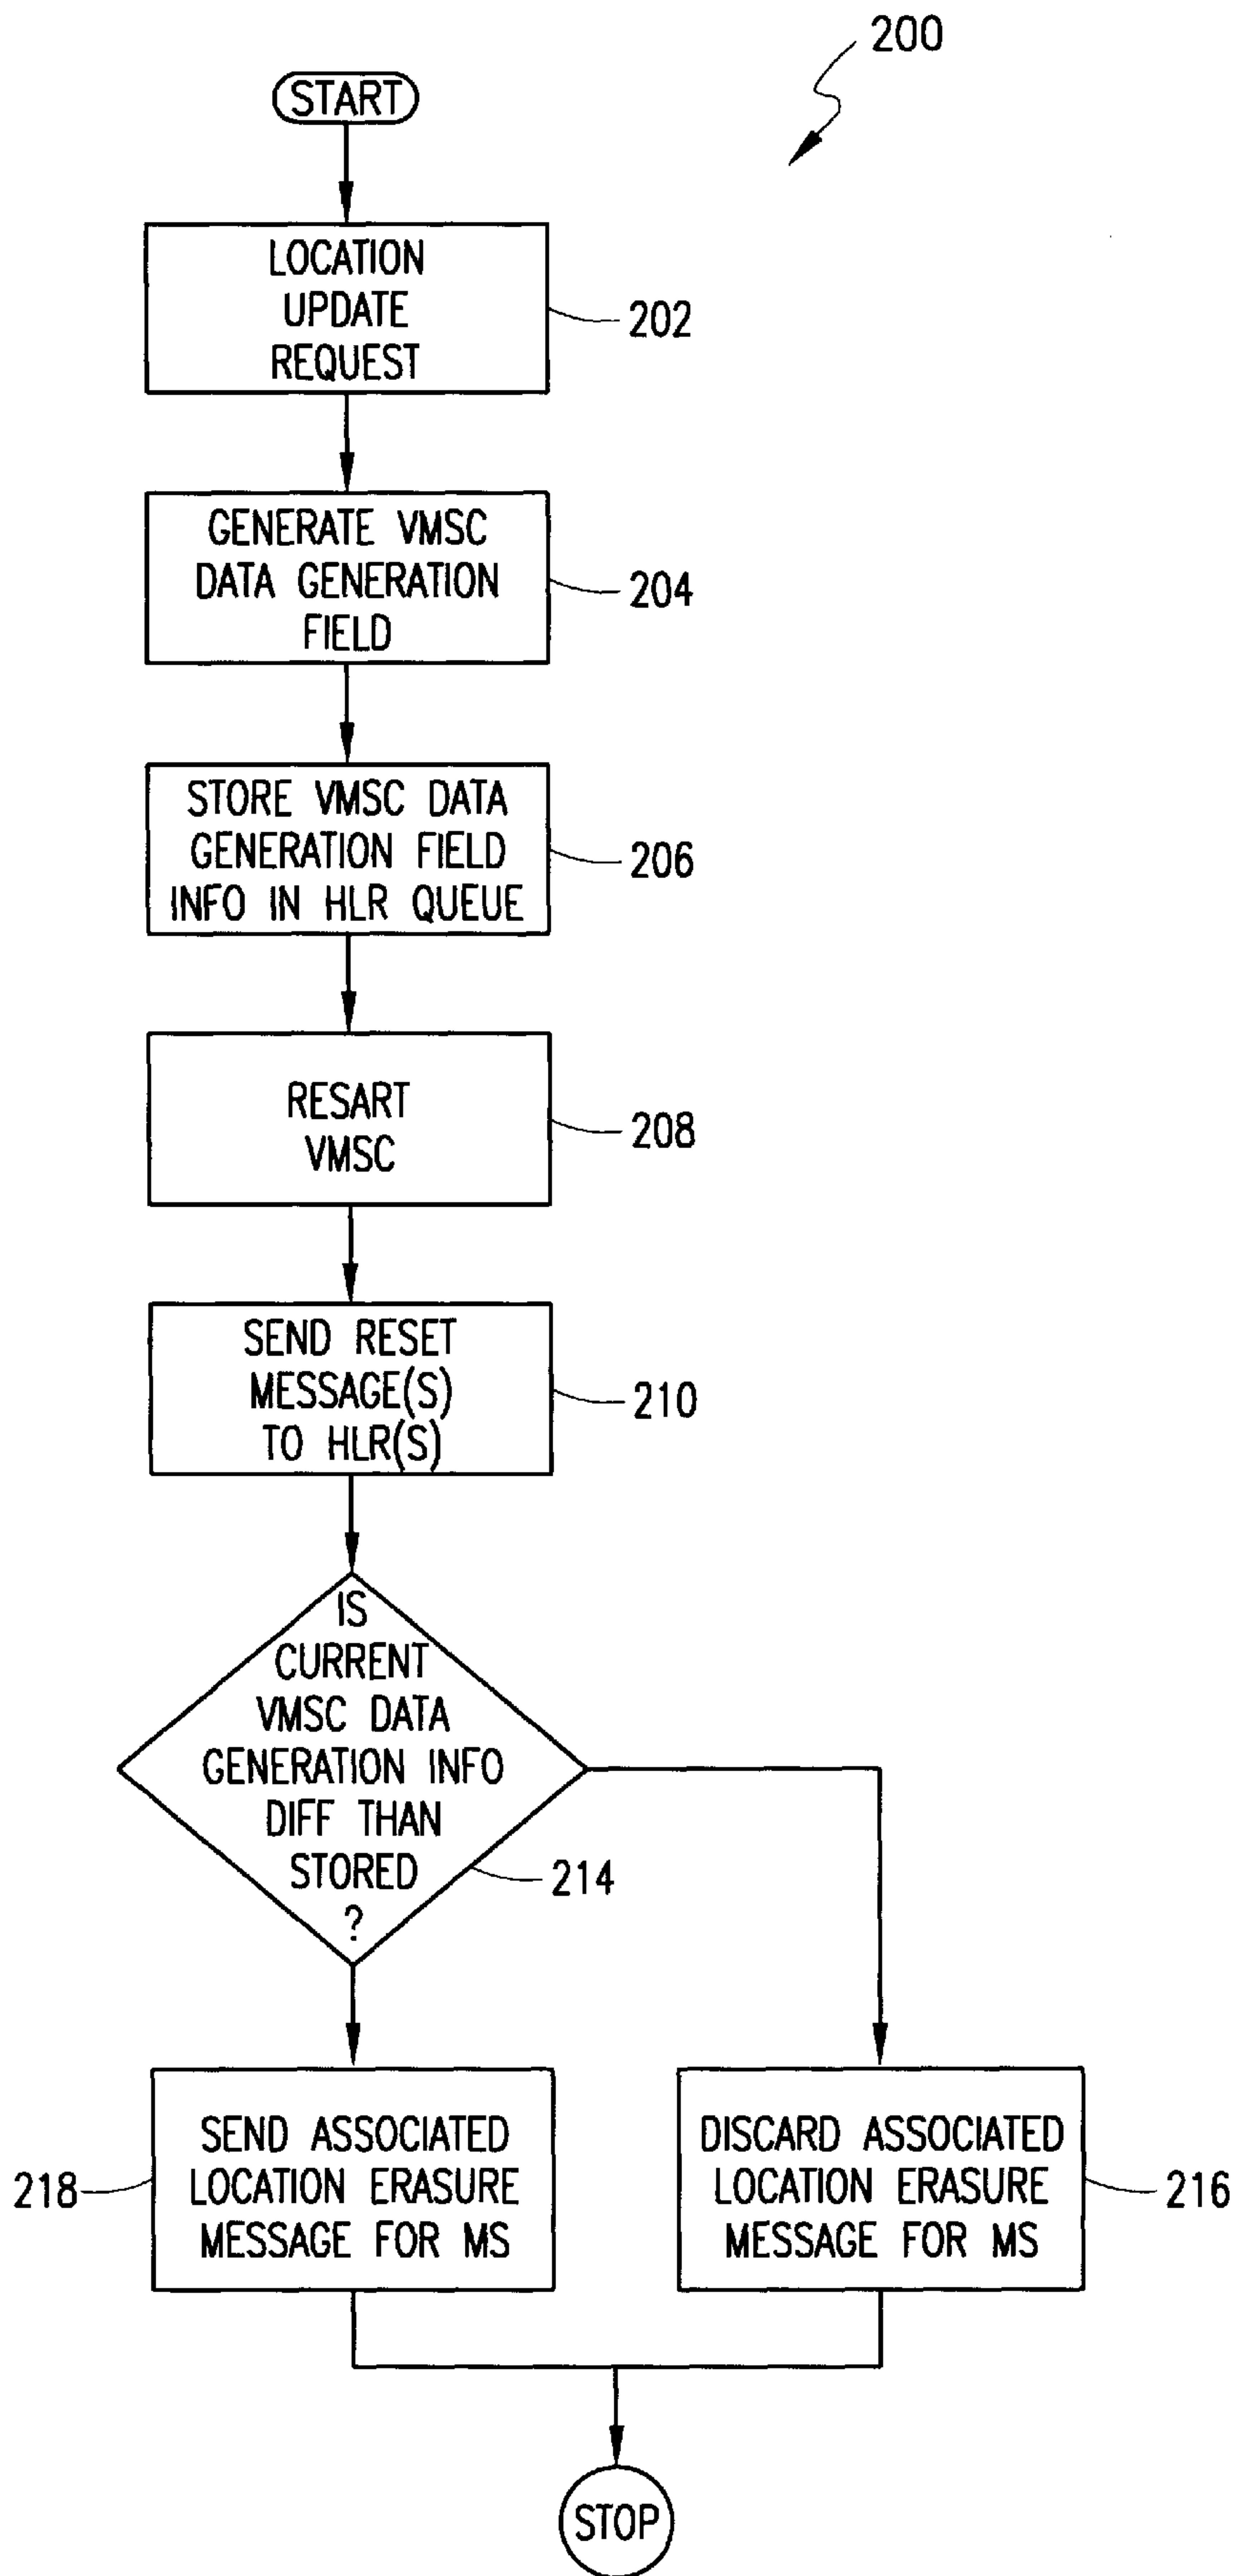 200
START
LOCATION
UPDATE
REQUEST
202
GENERATE VMSC
DATA GENERATION
FIELD
204
STORE VMSC DATA
GENERATION FIELD
INFO IN HLR QUEUE
206
RESART
VMSC
208
SEND RESET
MESSAGE(S)
TO HLR(S)
210
IS
CURRENT
VMSC DATA
GENERATION INFO
DIFF THAN
STORED
?
214
SEND ASSOCIATED
LOCATION ERASURE
MESSAGE FOR MS
218
DISCARD ASSOCIATED
LOCATION ERASURE
MESSAGE FOR MS
216
STOP